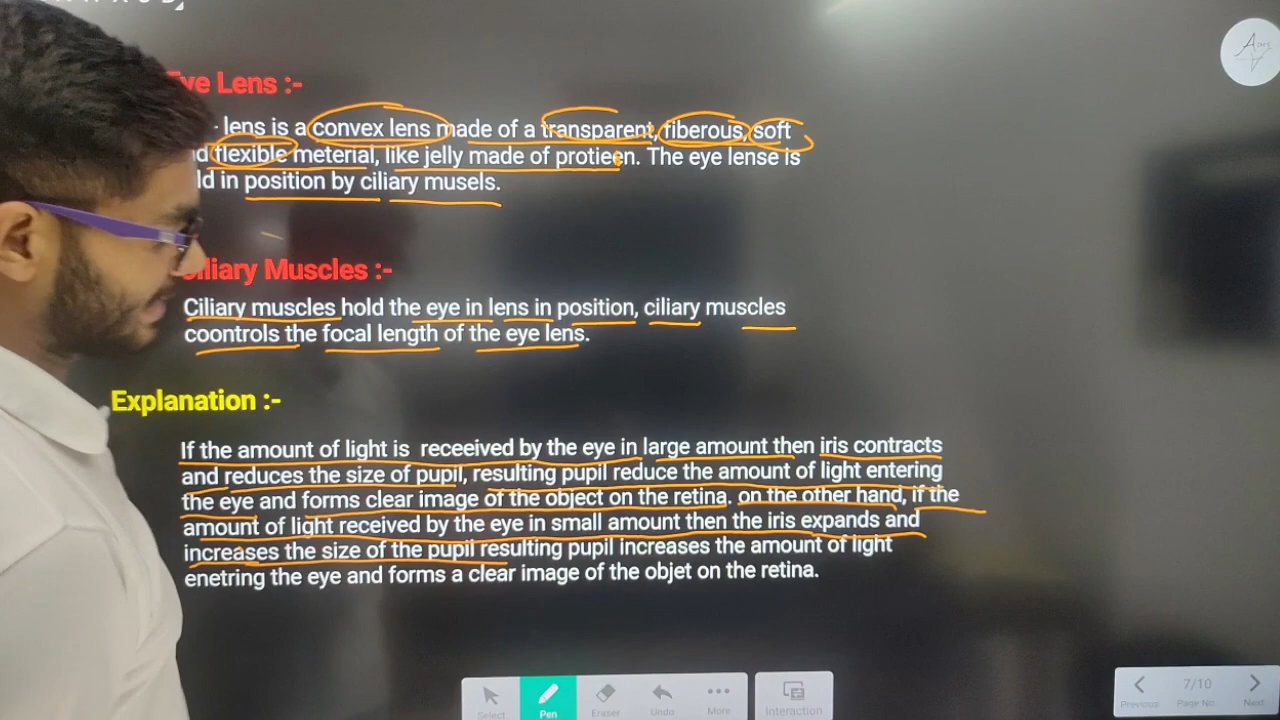 Eye Lens :-
lens is a convex lens made of a transparent, fiberous, soft
flexible meterial, like jelly made of protieen. The eye lense is
in position by ciliary musels.
Ciliary Muscles :-
Ciliary muscles hold the eye in lens in position, ciliary muscles
coontrols the focal length of the eye lens.
Explanation :-
If the amount of light is receeived by the eye in large amount then iris contracts
and reduces the size of pupil, resulting pupil reduce the amount of light entering
the eye and forms clear image of the object on the retina. on the other hand, if the
amount of light received by the eye in small amount then the iris expands and
increases the size of the pupil resulting pupil increases the amount of light
enetring the eye and forms a clear image of the objet on the retina.
Select Pen Eraser Undo More Interaction
7/10
Previous Page No. Next